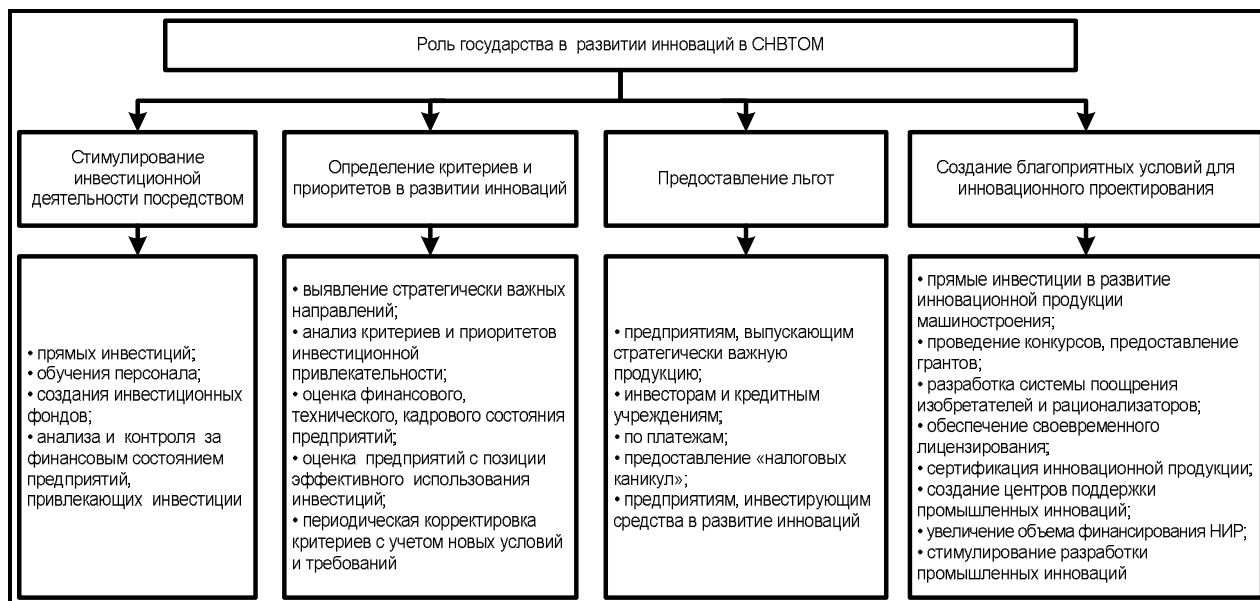 Роль государства в развитии инноваций в СНВТОМ
Стимулирование
инвестиционной
деятельности посредством
Определение критериев и
приоритетов в развитии инноваций
Предоставление льгот
Создание благоприятных условий для
инновационного проектирования
• прямых инвестиций;
• обучения персонала;
• создания инвестиционных
фондов;
• анализа и контроля за
финансовым состоянием
предприятий,
привлекающих инвестиции
• выявление стратегически важных
направлений;
• анализ критериев и приоритетов
инвестиционной
привлекательности;
• оценка финансового,
технического, кадрового состояния
предприятий;
• оценка предприятий с позиции
эффективного использования
инвестиций;
• периодическая корректировка
критериев с учетом новых условий
и требований
• предприятиям, выпускающим
стратегически важную
продукцию;
• инвесторам и кредитным
учреждениям;
• по платежам;
• предоставление «налоговых
каникул»;
• предприятиям, инвестирующим
средства в развитие инноваций
• прямые инвестиции в развитие
инновационной продукции
машиностроения;
• проведение конкурсов, предоставление
грантов;
• разработка системы поощрения
изобретателей и рационализаторов;
• обеспечение своевременного
лицензирования;
• сертификация инновационной продукции;
• создание центров поддержки
промышленных инноваций;
• увеличение объема финансирования НИР;
• стимулирование разработки
промышленных инноваций